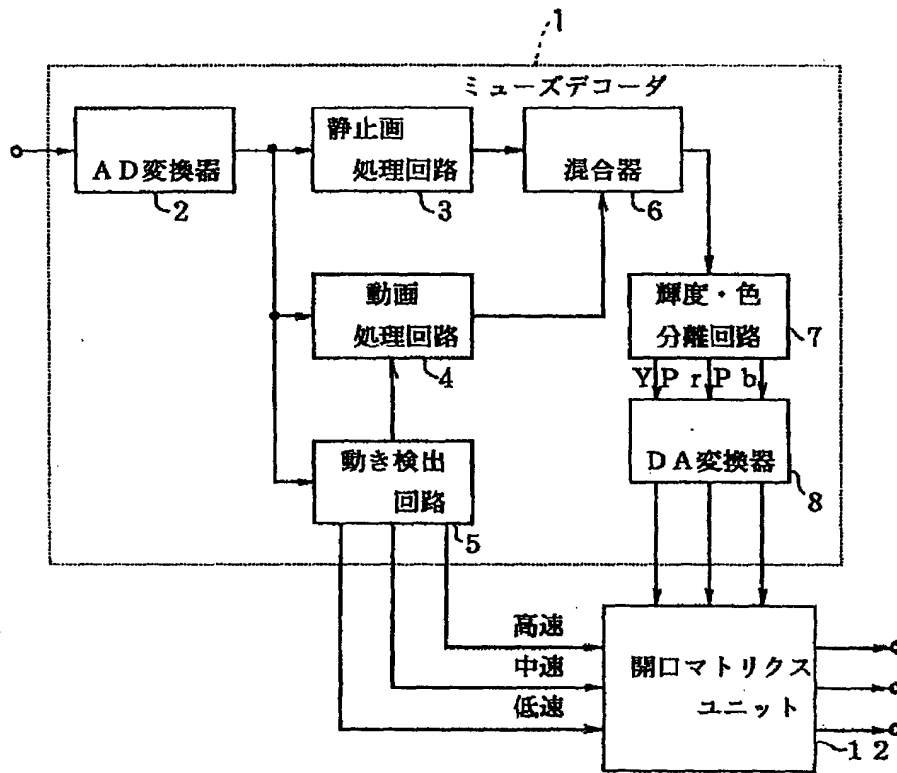 1
ミューズデコーダ
AD変換器
2
静止画
処理回路
3
混合器
6
動画
処理回路
4
輝度・色
分離回路
7
Y Pr Pb
動き検出
回路
5
DA変換器
8
高速
中速
低速
開口マトリクス
ユニット
12